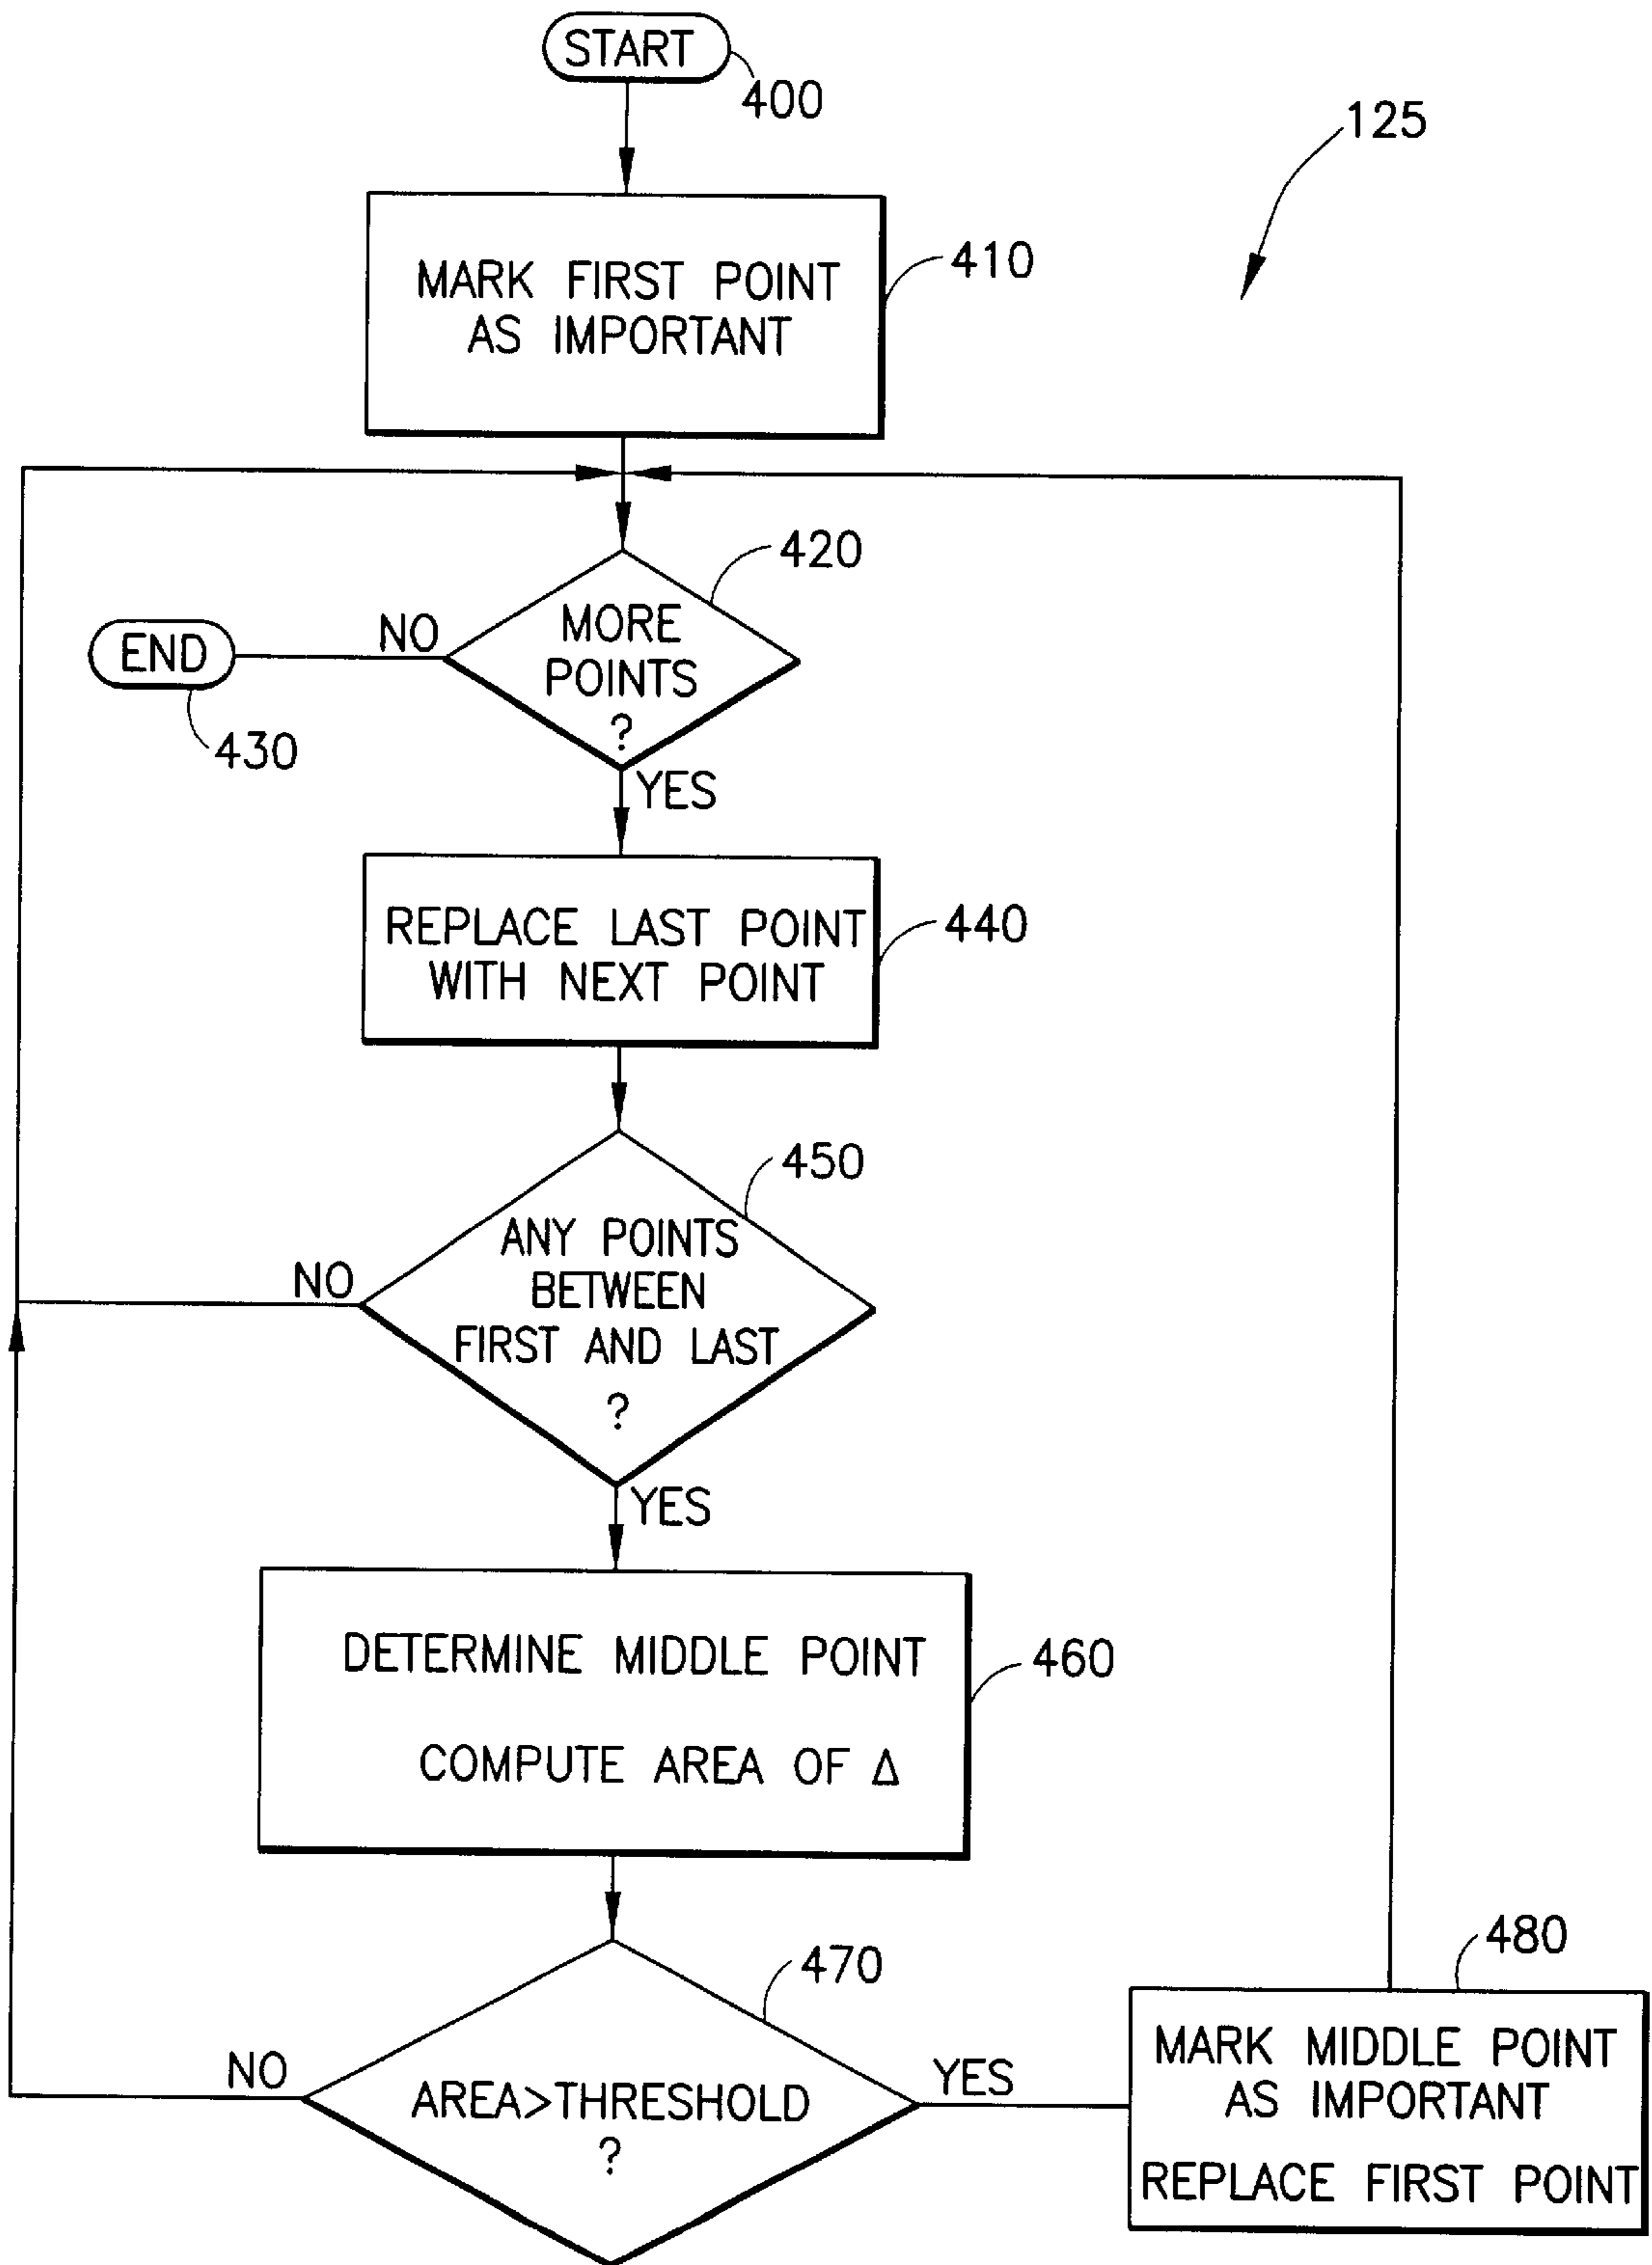 START
400
125
MARK FIRST POINT
AS IMPORTANT
410
420
MORE
POINTS
?
NO
END
430
YES
REPLACE LAST POINT
WITH NEXT POINT
440
450
ANY POINTS
BETWEEN
FIRST AND LAST
?
NO
YES
DETERMINE MIDDLE POINT
COMPUTE AREA OF Δ
460
470
AREA>THRESHOLD
?
NO
YES
480
MARK MIDDLE POINT
AS IMPORTANT
REPLACE FIRST POINT